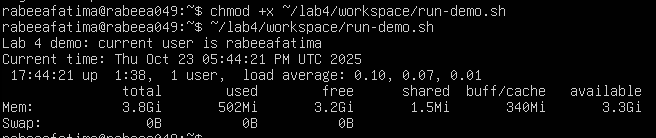 rabeeafatima@rabeea049:~$ chmod +x ~/lab4/workspace/run-demo.sh
rabeeafatima@rabeea049:~$ ~/lab4/workspace/run-demo.sh
Lab 4 demo: current user is rabeeafatima
Current time: Thu Oct 23 05:44:21 PM UTC 2025
 17:44:21 up  1:38,  1 user,  load average: 0.10, 0.07, 0.01
               total        used        free      shared  buff/cache   available
Mem:           3.8Gi       502Mi       3.2Gi       1.5Mi       340Mi       3.3Gi
Swap:             0B          0B          0B
rabeeafatima@rabeea049:~$